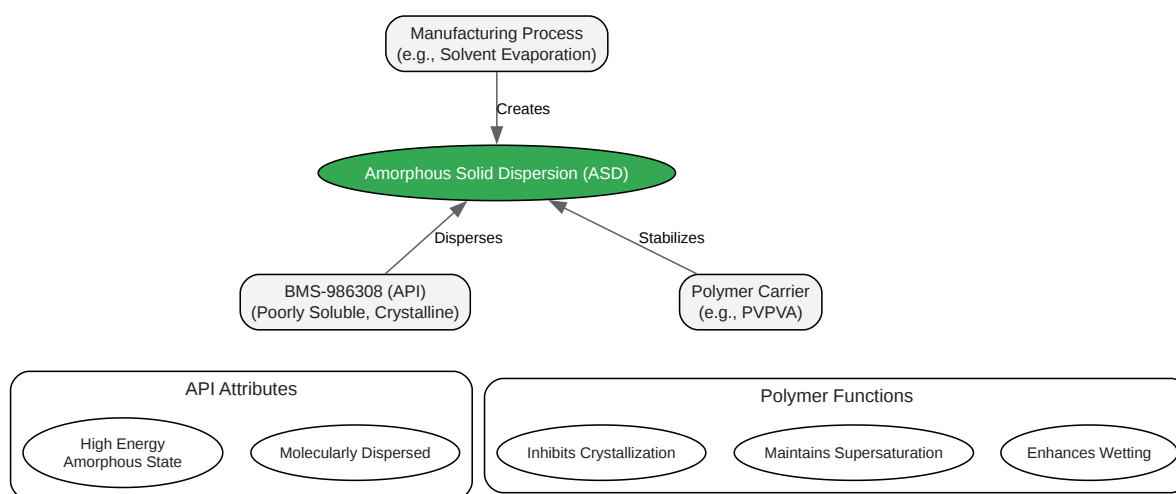 Manufacturing Process
(e.g., Solvent Evaporation)
Creates
Amorphous Solid Dispersion (ASD)
Disperses
Stabilizes
BMS-986308 (API)
(Poorly Soluble, Crystalline)
Polymer Carrier
(e.g., PVPVA)
API Attributes
High Energy
Amorphous State
Molecularly Dispersed
Polymer Functions
Inhibits Crystallization
Maintains Supersaturation
Enhances Wetting